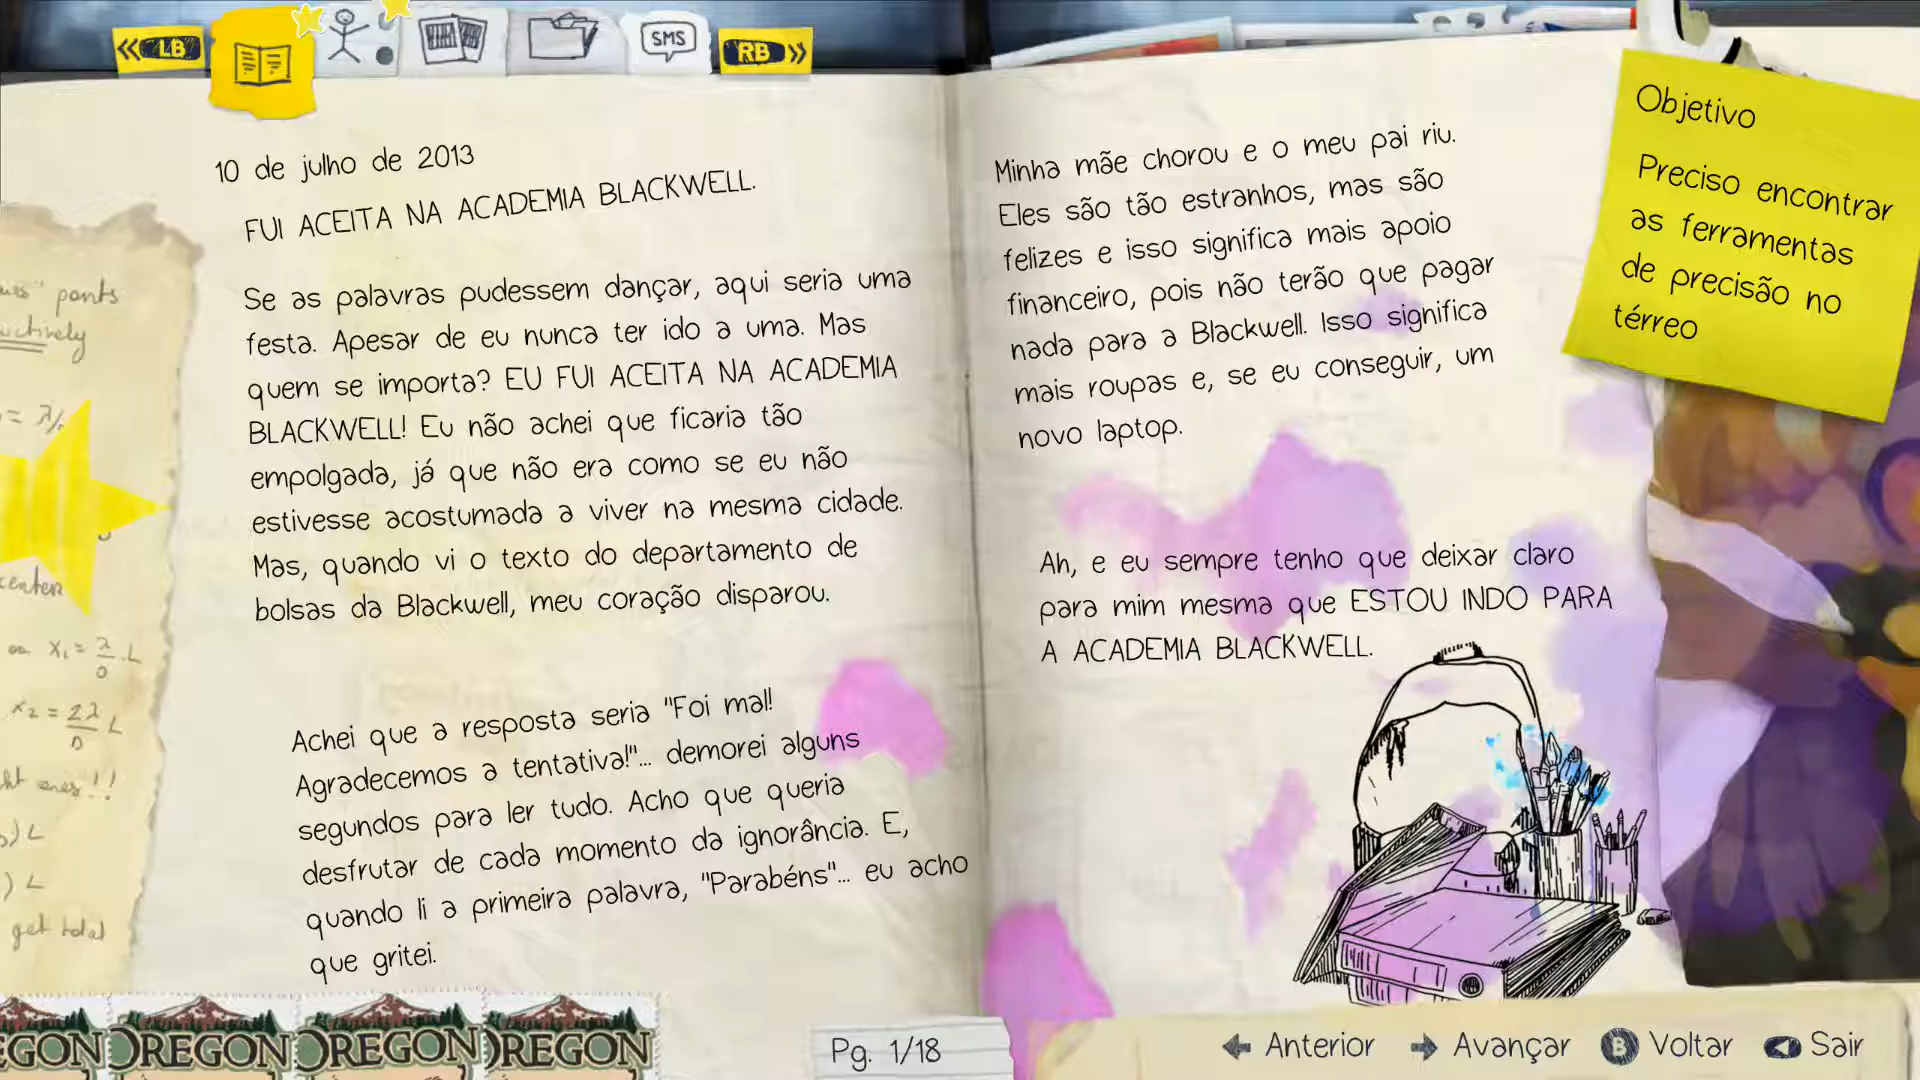 LB
SMS
RB
10 de julho de 2013
FUI ACEITA NA ACADEMIA BLACKWELL.
Se as palavras pudessem dançar, aqui seria uma
festa. Apesar de eu nunca ter ido a uma. Mas
quem se importa? EU FUI ACEITA NA ACADEMIA
BLACKWELL! Eu não achei que ficaria tão
empolgada, já que não era como se eu não
estivesse acostumada a viver na mesma cidade.
Mas, quando vi o texto do departamento de
bolsas da Blackwell, meu coração disparou.
Achei que a resposta seria "Foi mal!
Agradecemos a tentativa!"... demorei alguns
segundos para ler tudo. Acho que queria
desfrutar de cada momento da ignorância. E,
quando li a primeira palavra, "Parabéns"... eu acho
que gritei.
Minha mãe chorou e o meu pai riu.
Eles são tão estranhos, mas são
felizes e isso significa mais apoio
financeiro, pois não terão que pagar
nada para a Blackwell. Isso significa
mais roupas e, se eu conseguir, um
novo laptop.
Ah, e eu sempre tenho que deixar claro
para mim mesma que ESTOU INDO PARA
A ACADEMIA BLACKWELL.
Objetivo
Preciso encontrar
as ferramentas
de precisão no
térreo
ponts
get total
EGON OREGON OREGON OREGON
Pg. 1/18
Anterior
Avançar
B Voltar
Sair